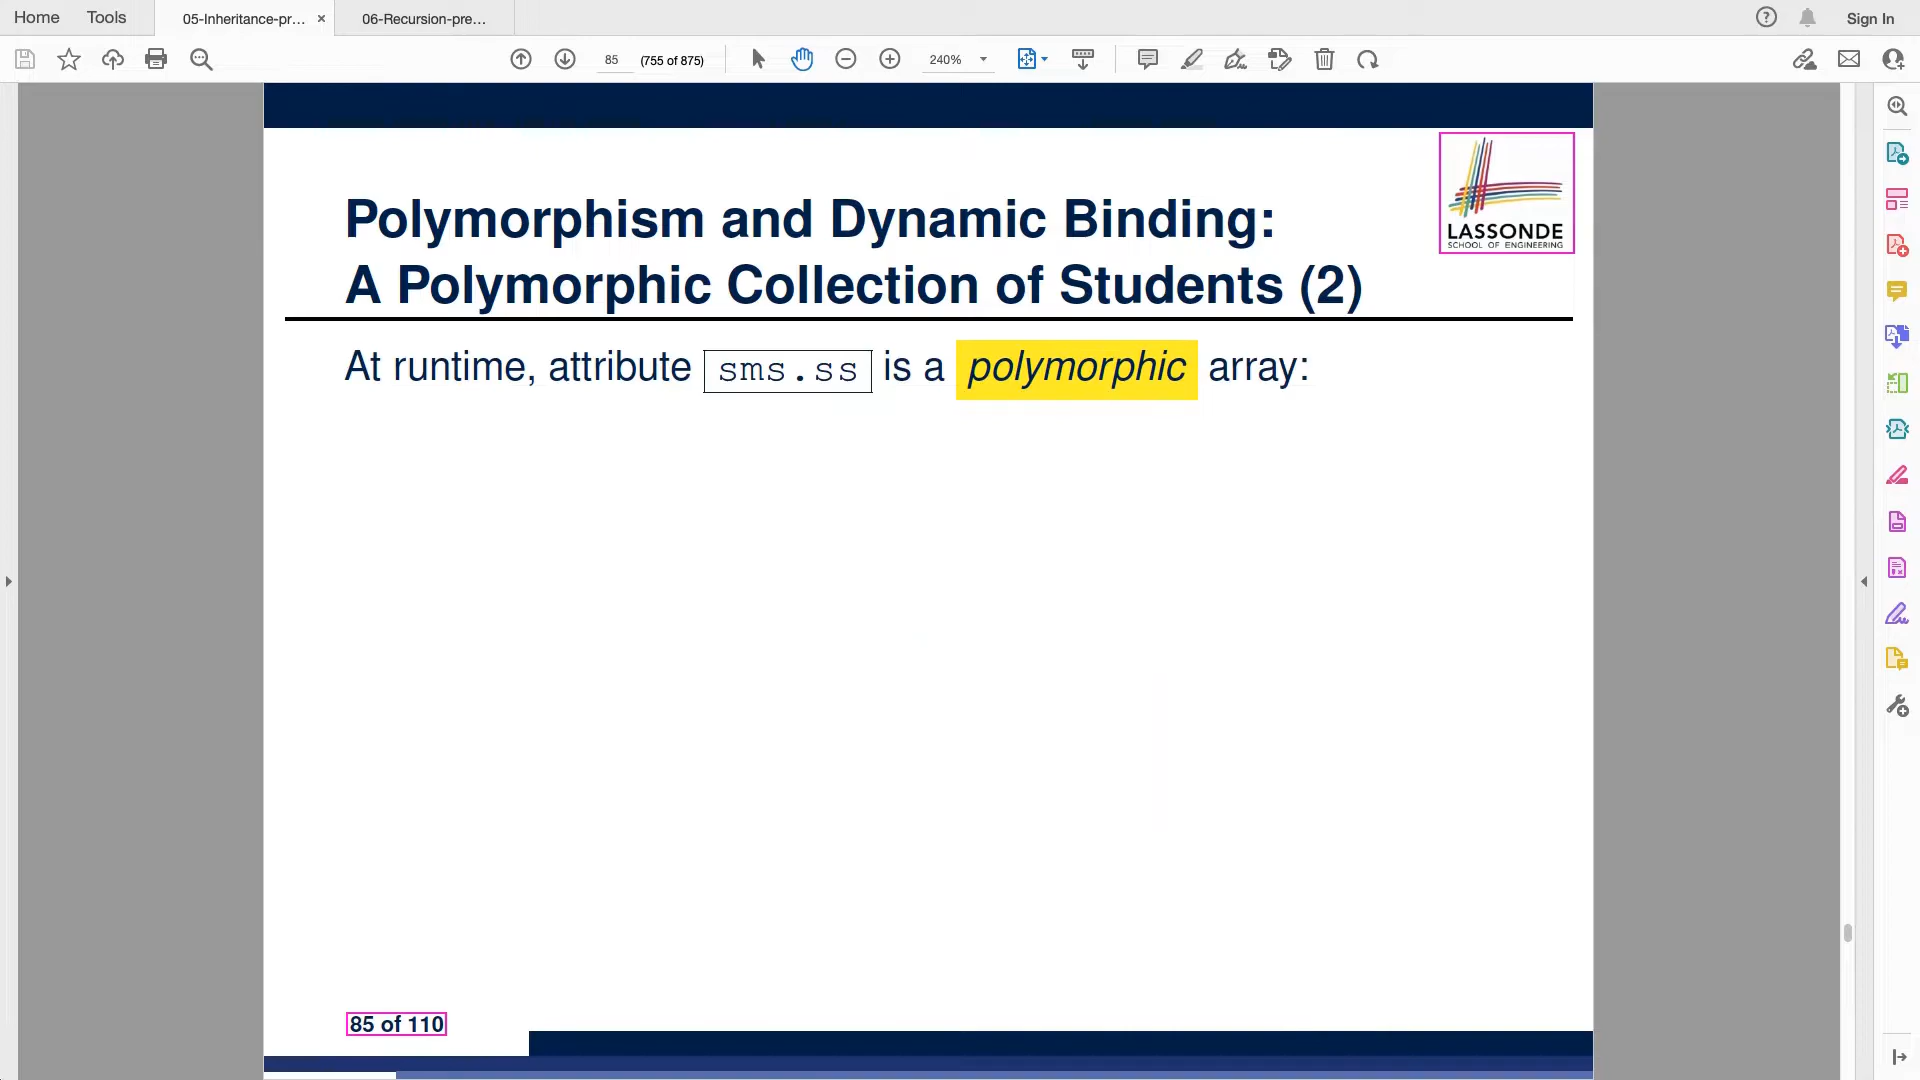 Home Tools 05-Inheritance-pr... × 06-Recursion-pre... Sign In
85 (755 of 875) 240%
LASSONDE
SCHOOL OF ENGINEERING
Polymorphism and Dynamic Binding:
A Polymorphic Collection of Students (2)
At runtime, attribute sms.ss is a polymorphic array:
85 of 110